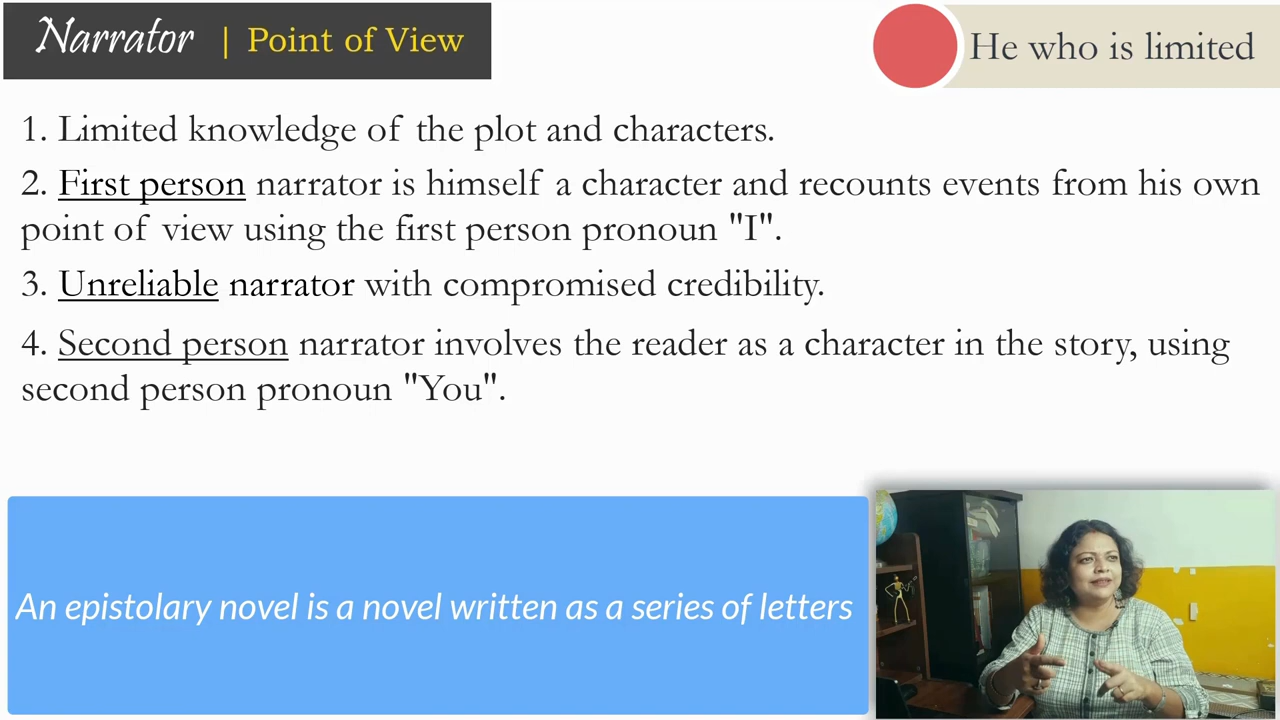 Narrator | Point of View
He who is limited
1. Limited knowledge of the plot and characters.
2. First person narrator is himself a character and recounts events from his own
point of view using the first person pronoun "I".
3. Unreliable narrator with compromised credibility.
4. Second person narrator involves the reader as a character in the story, using
second person pronoun "You".
An epistolary novel is a novel written as a series of letters